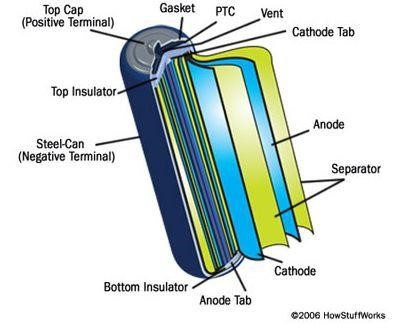 Top Cap
(Positive Terminal)
Gasket
PTC
Vent
Cathode Tab
Top Insulator
Steel-Can
(Negative Terminal)
Anode
Separator
Bottom Insulator
Anode Tab
Cathode
©2006 HowStuffWorks